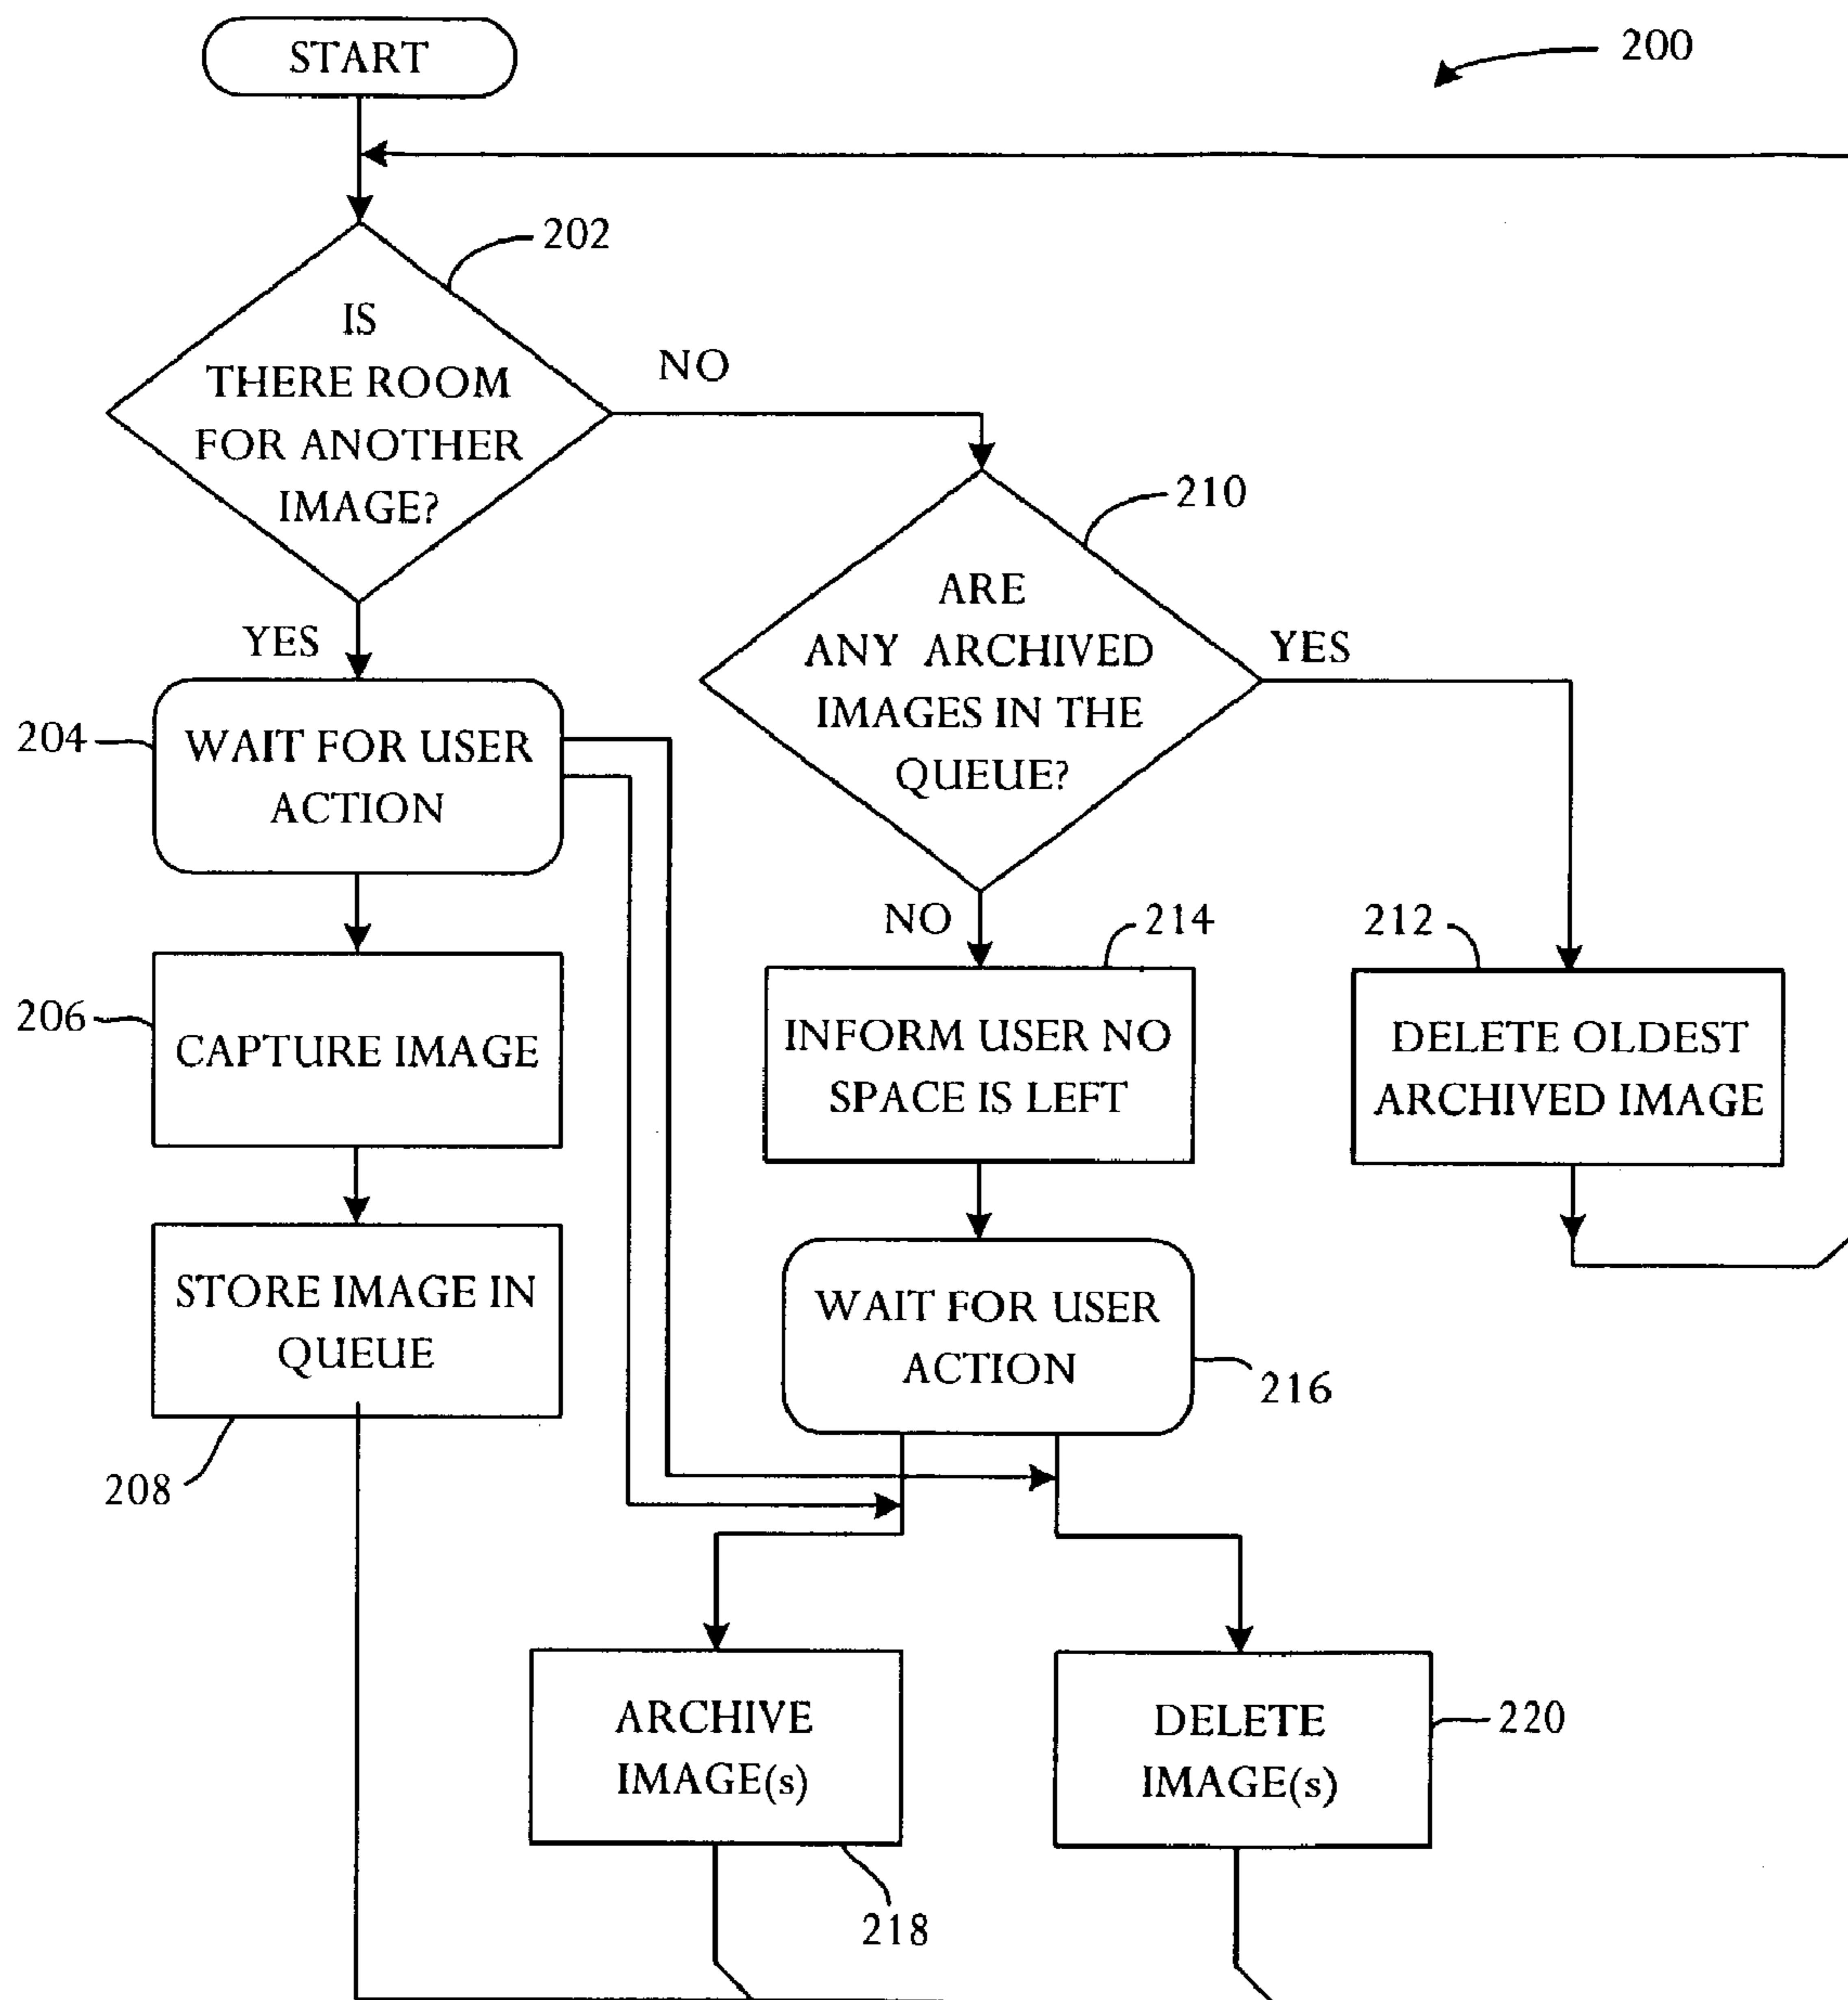 START
200
202
IS
THERE ROOM
FOR ANOTHER
IMAGE?
NO
YES
210
ARE
ANY ARCHIVED
IMAGES IN THE
QUEUE?
YES
NO
204
WAIT FOR USER
ACTION
206
CAPTURE IMAGE
STORE IMAGE IN
QUEUE
208
214
INFORM USER NO
SPACE IS LEFT
212
DELETE OLDEST
ARCHIVED IMAGE
WAIT FOR USER
ACTION
216
ARCHIVE
IMAGE(s)
218
DELETE
IMAGE(s)
220